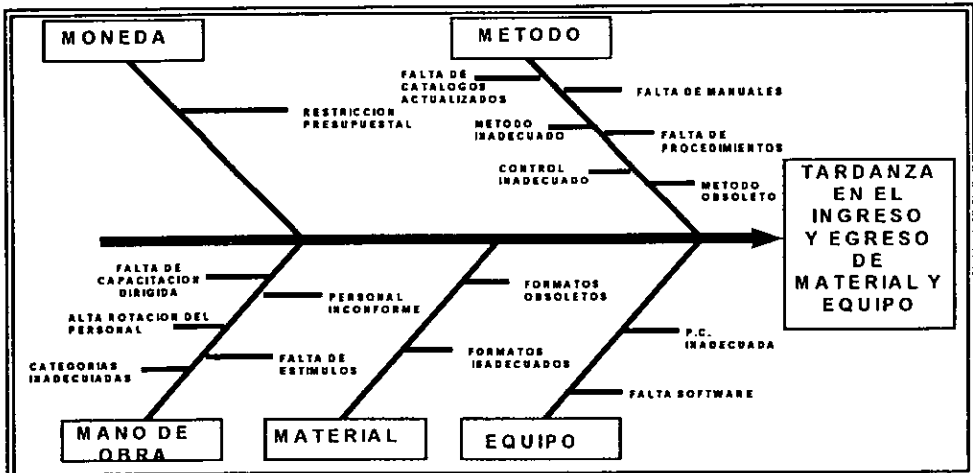 MONEDA
METODO
FALTA DE
CATALOGOS
ACTUALIZADOS
FALTA DE MANUALES
RESTRICCION
PRESUPUESTAL
METODO
INADECUADO
FALTA DE
PROCEDIMIENTOS
CONTROL
INADECUADO
METODO
OBSOLETO
TARDANZA
EN EL
INGRESO
Y EGRESO
DE
MATERIAL Y
EQUIPO
FALTA DE
CAPACITACION
DIRIGIDA
PERSONAL
INCONFORME
FORMATOS
OBSOLETOS
ALTA ROTACION DEL
PERSONAL
P.C.
INADECUADA
CATEGORIAS
INADECUIADAS
FALTA DE
ESTIMULOS
FORMATOS
INADECUADOS
FALTA SOFTWARE
MANO DE
OBRA
MATERIAL
EQUIPO